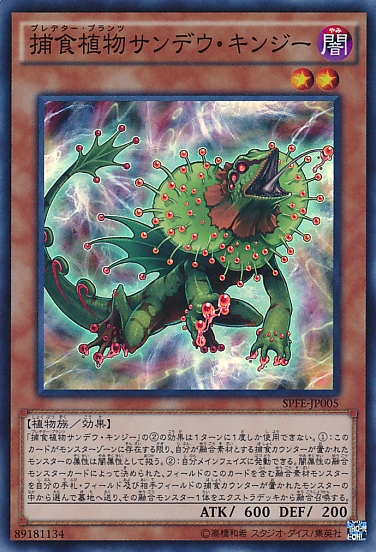 プレデター・プランツ
捕食植物サンデウ・キンジー
やみ
闇
SPFE-JP005
【植物族／効果】
「捕食植物サンデウ・キンジー」の②の効果は1ターンに1度しか使用できない。①:この
カードがモンスターゾーンに存在する限り、自分が融合素材とする捕食カウンターが置かれた
モンスターの属性は闇属性として扱う。②:自分メインフェイズに発動できる。闇属性の融合
モンスターカードによって決められた、フィールドのこのカードを含む融合素材モンスター
を自分の手札・フィールド及び相手フィールドの捕食カウンターが置かれたモンスターの
中から選んで墓地へ送り、その融合モンスター1体をエクストラデッキから融合召喚する。
ATK/ 600 DEF/ 200
89181134
©高橋和希 スタジオ・ダイス/集英社